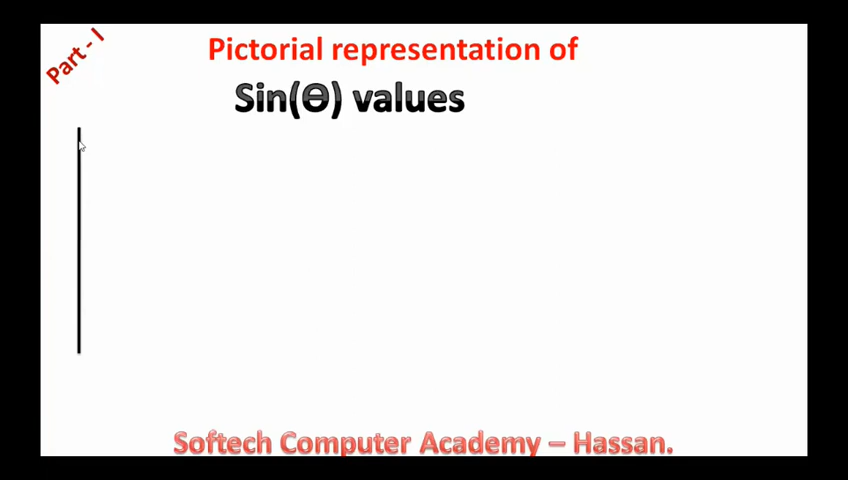 Part - I
Pictorial representation of
Sin(Θ) values
Softech Computer Academy – Hassan.